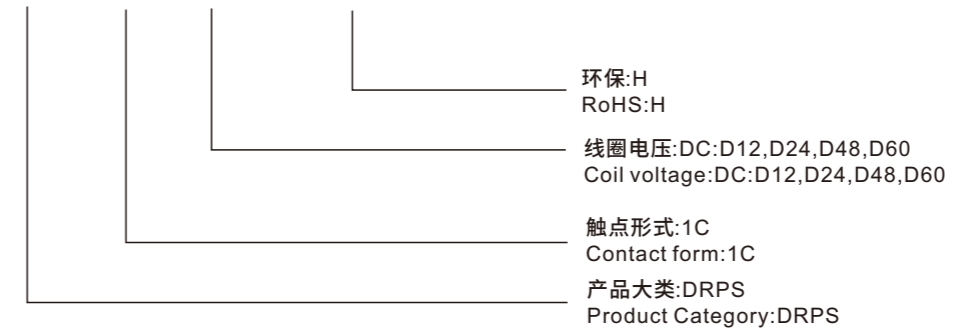 环保:H
RoHS:H
线圈电压:DC:D12,D24,D48,D60
Coil voltage:DC:D12,D24,D48,D60
触点形式:1C
Contact form:1C
产品大类:DRPS
Product Category:DRPS